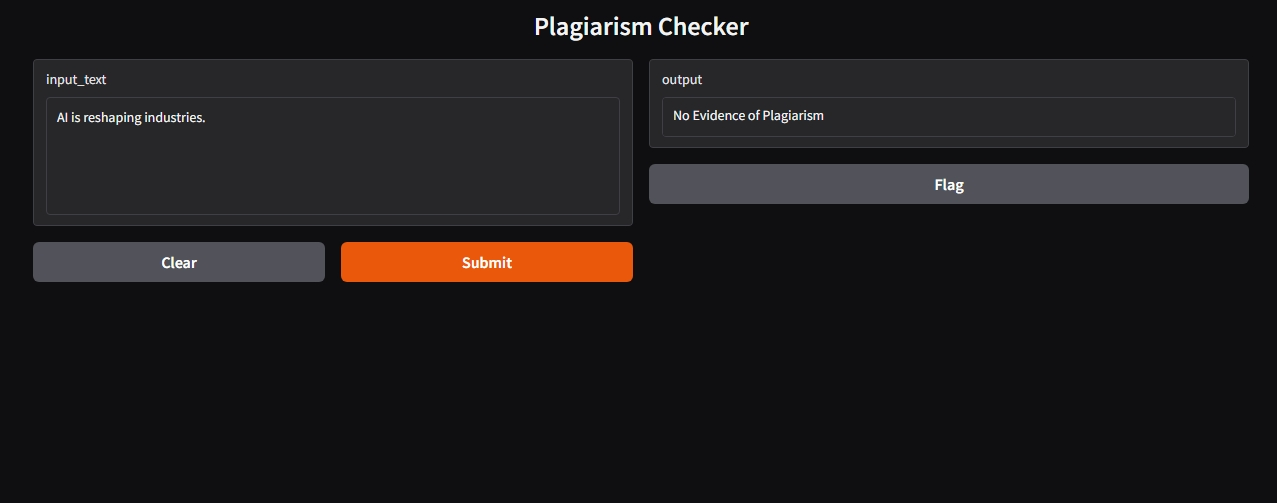 Plagiarism Checker
input_text
AI is reshaping industries.
Clear
Submit
output
No Evidence of Plagiarism
Flag